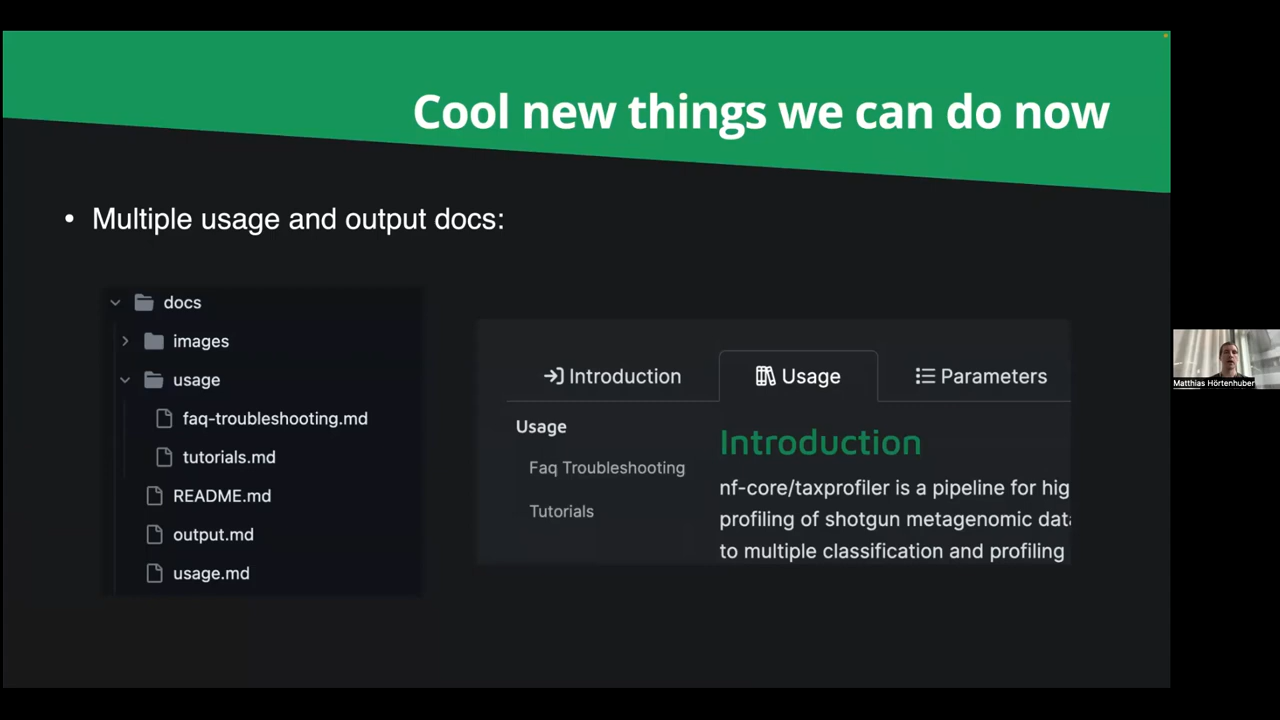 Cool new things we can do now
• Multiple usage and output docs:
docs
images
usage
faq-troubleshooting.md
tutorials.md
README.md
output.md
usage.md
Introduction
Usage
Parameters
Usage
Faq Troubleshooting
Tutorials
Introduction
nf-core/taxprofiler is a pipeline for hig
profiling of shotgun metagenomic data
to multiple classification and profiling
Matthias Hörtenhuber